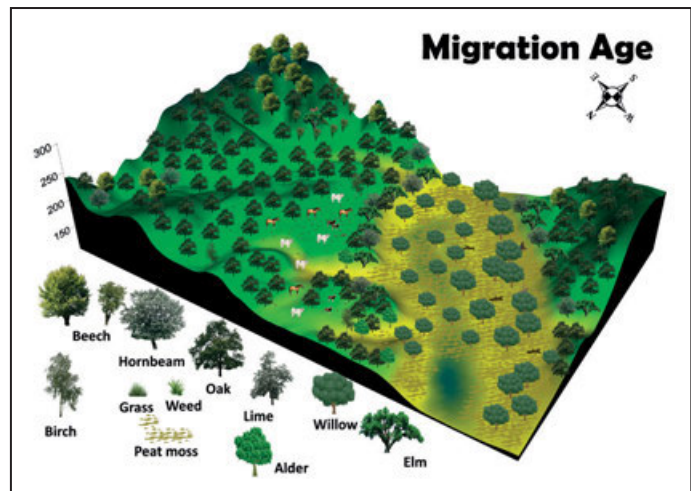 Migration Age
E
S
N
W
300
250
200
150
Beech
Hornbeam
Oak
Grass
Weed
Lime
Birch
Peat moss
Willow
Alder
Elm